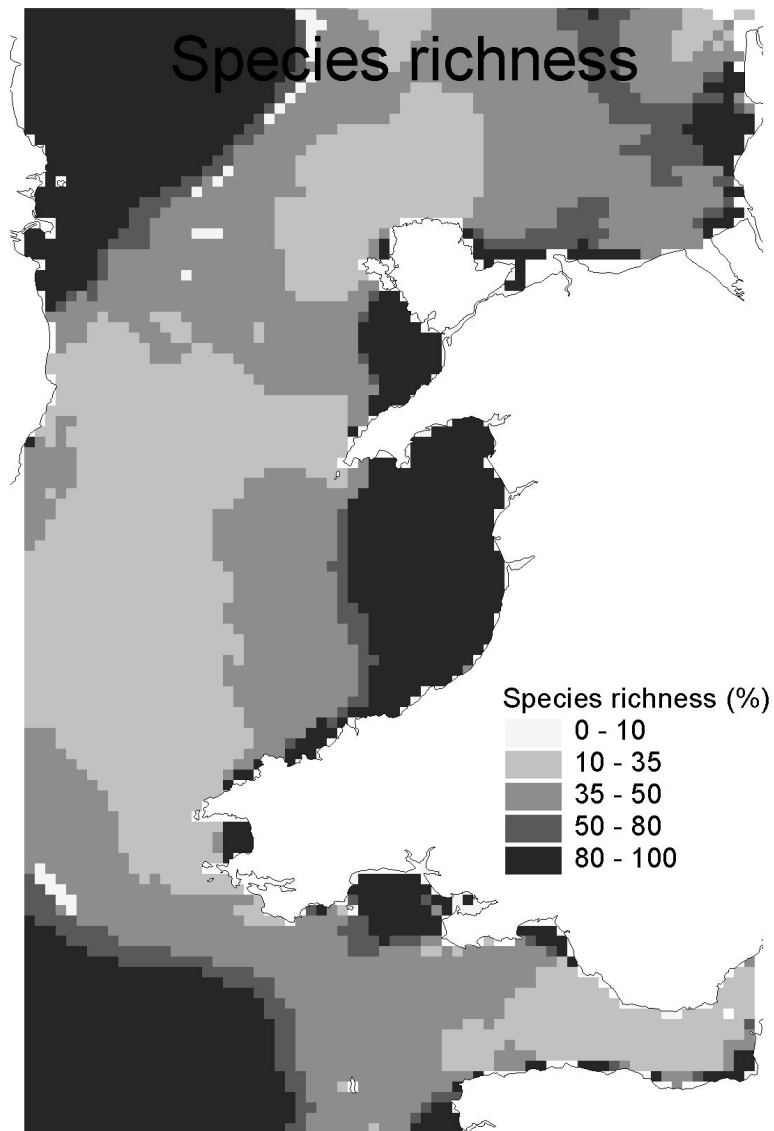 Species richness
Species richness (%)
0 - 10
10 - 35
35 - 50
50 - 80
80 - 100